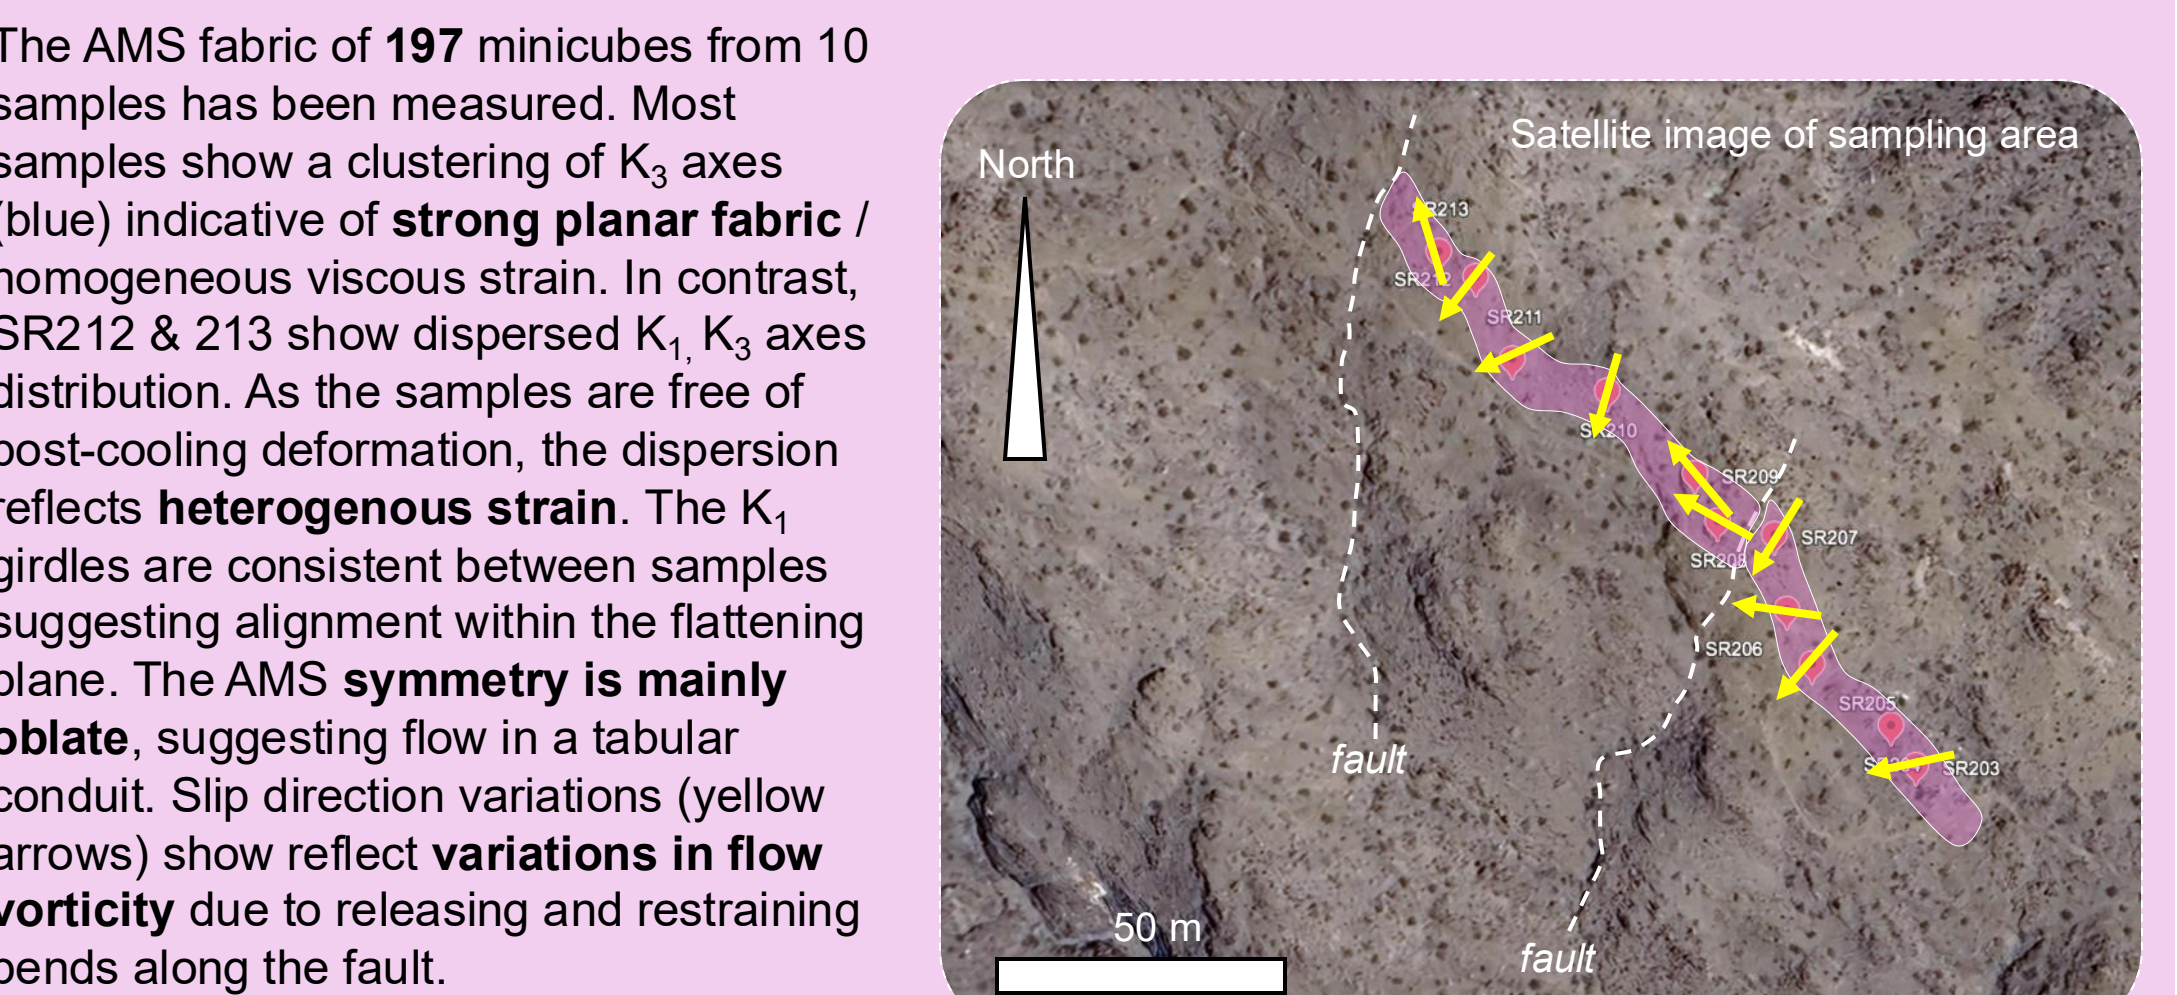 The AMS fabric of 197 minicubes from 10
samples has been measured. Most
samples show a clustering of K3 axes
(blue) indicative of strong planar fabric /
homogeneous viscous strain. In contrast,
SR212 & 213 show dispersed K1, K3 axes
distribution. As the samples are free of
post-cooling deformation, the dispersion
reflects heterogenous strain. The K1
girdles are consistent between samples
suggesting alignment within the flattening
plane. The AMS symmetry is mainly
oblate, suggesting flow in a tabular
conduit. Slip direction variations (yellow
arrows) show reflect variations in flow
vorticity due to releasing and restraining
bends along the fault.
Satellite image of sampling area
North
SR213
SR212
SR211
SR210
SR209
SR207
SR208
SR206
SR205
SR203
fault
fault
50 m